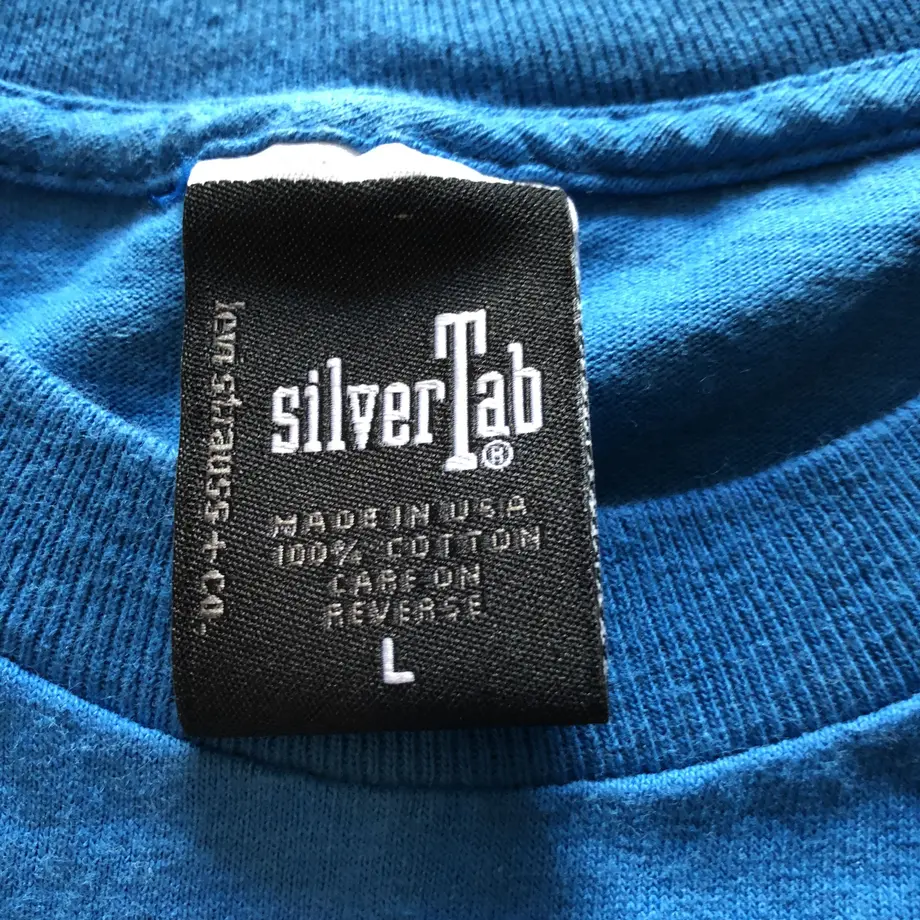 silverTab®
MADE IN USA
100% COTTON
CARE ON
REVERSE
L
levi strauss + co.